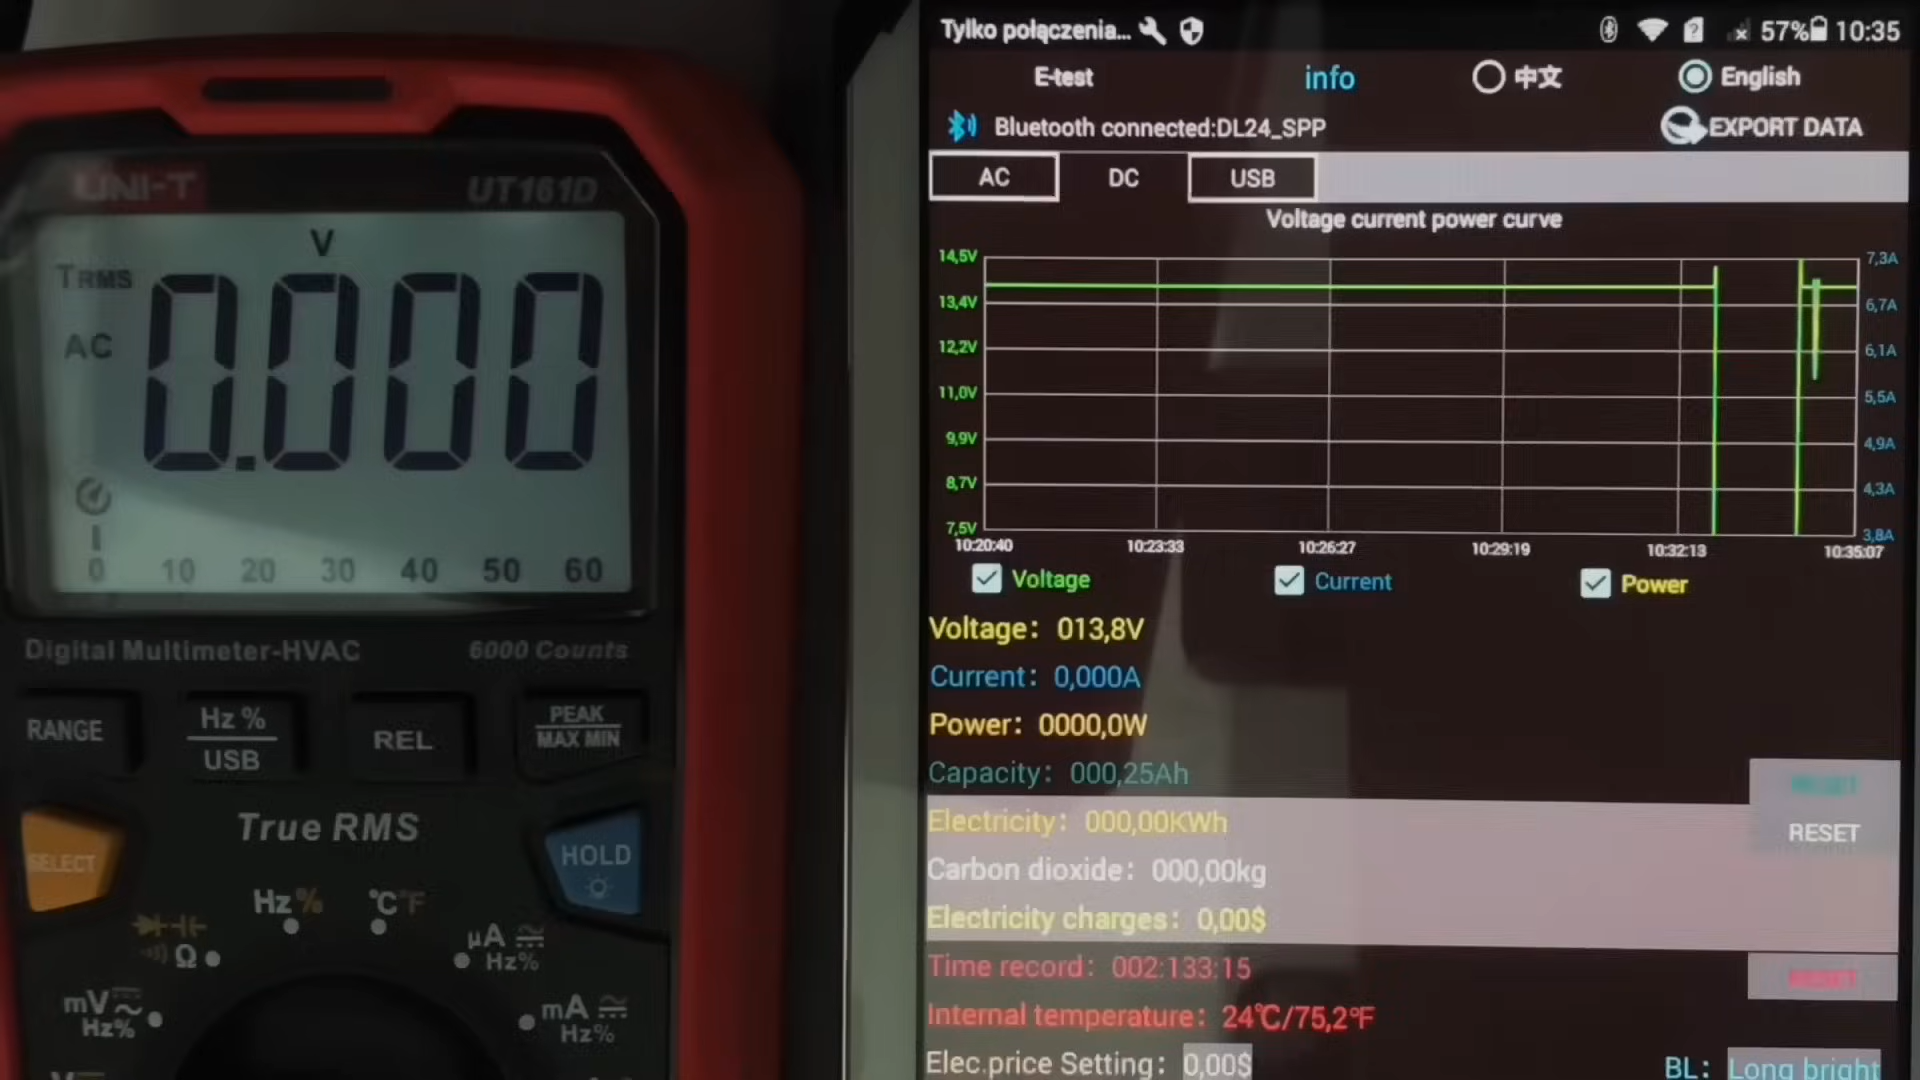 UNI-T
UT161D
V
TRMS
AC
0.000
0 10 20 30 40 50 60
Digital Multimeter-HVAC
6000 Counts
RANGE
Hz %
USB
REL
PEAK
MAX MIN
SELECT
True RMS
HOLD
Hz%
°C°F
Ω
µA
Hz%
mV
Hz%
mA
Hz%
Tylko połączenia...
57% 10:35
E-test
info
中文
English
Bluetooth connected:DL24_SPP
EXPORT DATA
AC
DC
USB
Voltage current power curve
14,5V
13,4V
12,2V
11,0V
9,9V
8,7V
7,5V
7,3A
6,7A
6,1A
5,5A
4,9A
4,3A
3,8A
10:20:40 10:23:33 10:26:27 10:29:19 10:32:13 10:35:07
Voltage
Current
Power
Voltage: 013,8V
Current: 0,000A
Power: 0000,0W
Capacity: 000,25Ah
RESET
Electricity: 000,00KWh
RESET
Carbon dioxide: 000,00kg
Electricity charges: 0,00$
Time record: 002:133:15
RESET
Internal temperature: 24℃/75,2℉
Elec.price Setting: 0,00$
BL: Long bright